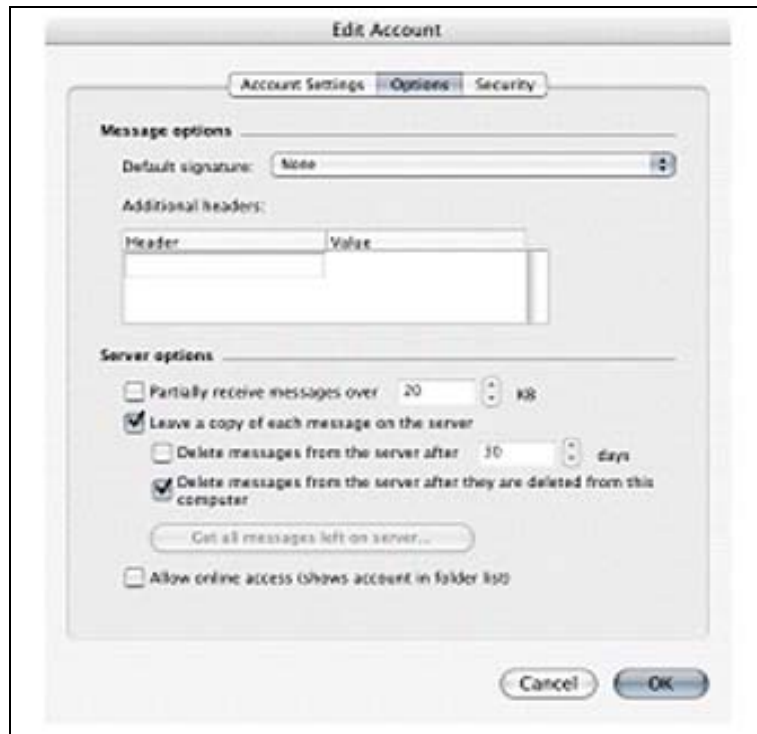 Edit Account
Account Settings Options Security
Message options
Default signature: None
Additional headers:
Header Value
Server options
Partially receive messages over 20 KB
Leave a copy of each message on the server
Delete messages from the server after 30 days
Delete messages from the server after they are deleted from this
computer
Get all messages left on server...
Allow online access (shows account in folder list)
Cancel OK